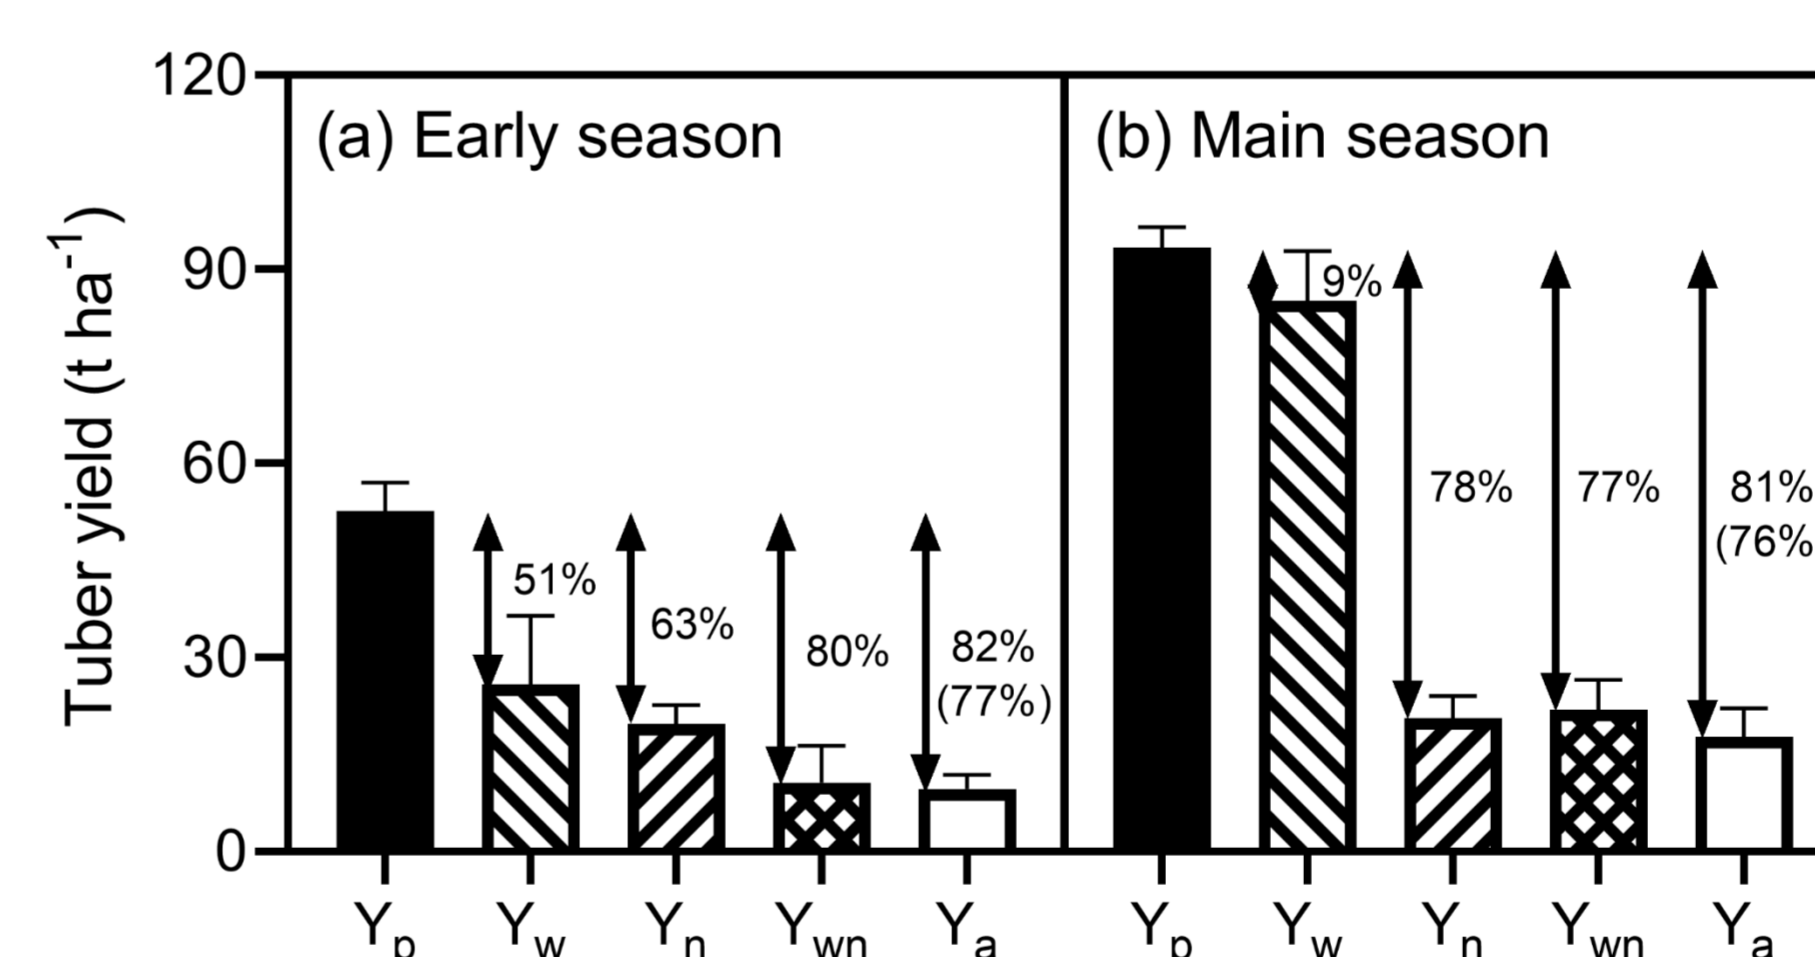 Tuber yield (t ha⁻¹)
120
90
60
30
0
(a) Early season
51%
63%
80%
82%
(77%)
Yp
Yw
Yn
Ywn
Ya
(b) Main season
9%
78%
77%
81%
(76%
Yp
Yw
Yn
Ywn
Ya